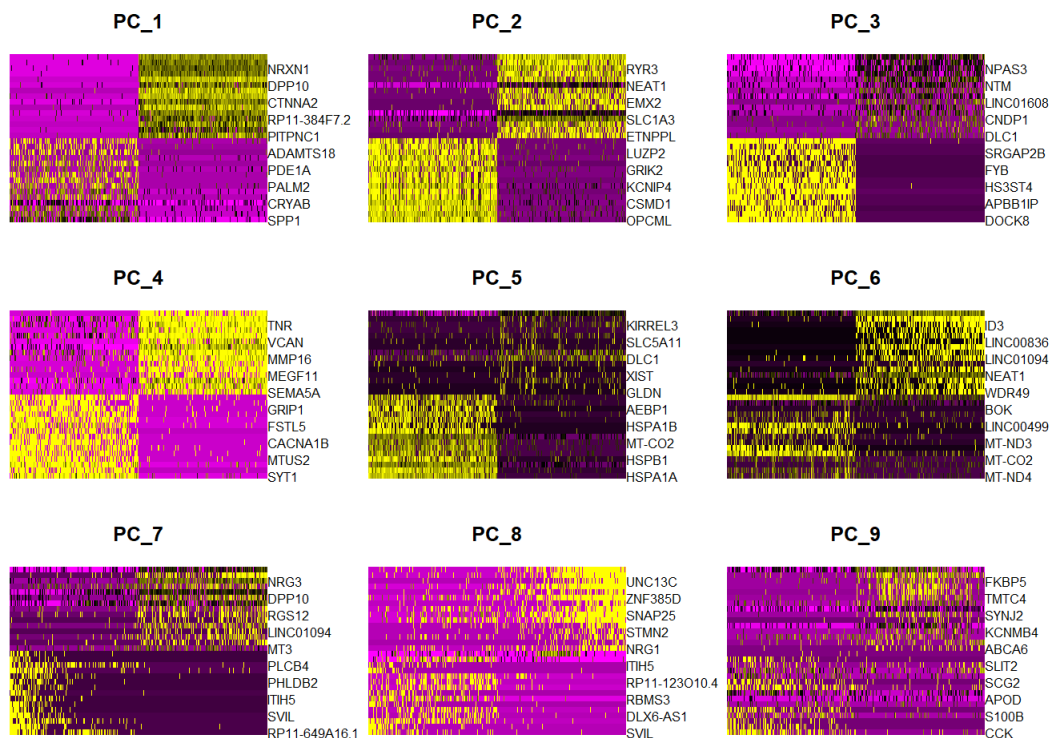 PC_1
NRXN1
DPP10
CTNNA2
RP11-384F7.2
PITPNC1
ADAMTS18
PDE1A
PALM2
CRYAB
SPP1
PC_2
RYR3
NEAT1
EMX2
SLC1A3
ETNPPL
LUZP2
GRIK2
KCNIP4
CSMD1
OPCML
PC_3
NPAS3
NTM
LINC01608
CNDP1
DLC1
SRGAP2B
FYB
HS3ST4
APBB1IP
DOCK8
PC_4
TNR
VCAN
MMP16
MEGF11
SEMA5A
GRIP1
FSTL5
CACNA1B
MTUS2
SYT1
PC_5
KIRREL3
SLC5A11
DLC1
XIST
GLDN
AEBP1
HSPA1B
MT-CO2
HSPB1
HSPA1A
PC_6
ID3
LINC00836
LINC01094
NEAT1
WDR49
BOK
LINC00499
MT-ND3
MT-CO2
MT-ND4
PC_7
NRG3
DPP10
RGS12
LINC01094
MT3
PLCB4
PHLDB2
ITIH5
SVIL
RP11-649A16.1
PC_8
UNC13C
ZNF385D
SNAP25
STMN2
NRG1
ITIH5
RP11-123O10.4
RBMS3
DLX6-AS1
SVIL
PC_9
FKBP5
TMTC4
SYNJ2
KCNMB4
ABCA6
SLIT2
SCG2
APOD
S100B
CCK